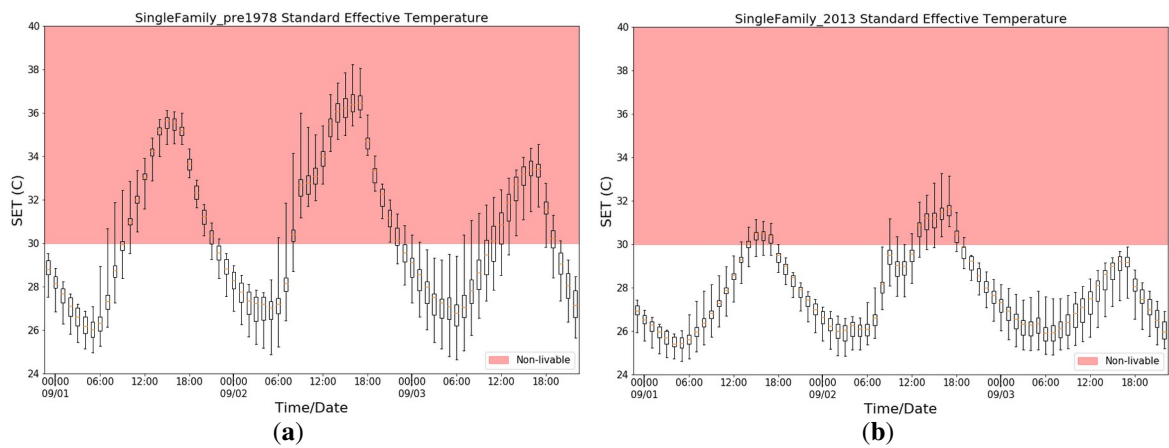 SingleFamily_pre1978 Standard Effective Temperature
40
38
36
34
32
30
28
26
24
SET (C)
Non-livable
00:00 06:00 12:00 18:00 00:00 06:00 12:00 18:00 00:00 06:00 12:00 18:00
09/01 09/02 09/03
Time/Date
(a)
SingleFamily_2013 Standard Effective Temperature
40
38
36
34
32
30
28
26
24
SET (C)
Non-livable
00:00 06:00 12:00 18:00 00:00 06:00 12:00 18:00 00:00 06:00 12:00 18:00
09/01 09/02 09/03
Time/Date
(b)